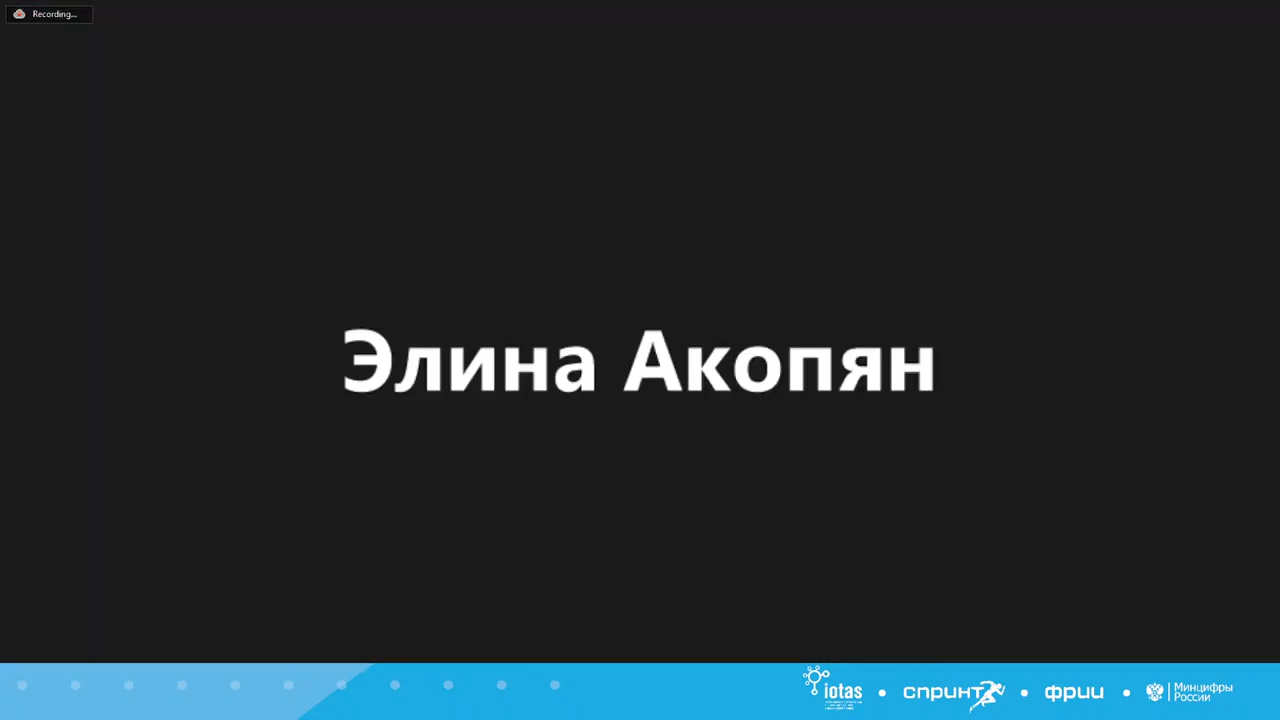 Recording...
Элина Акопян
iotas
спринт
фрии
Минцифры
России